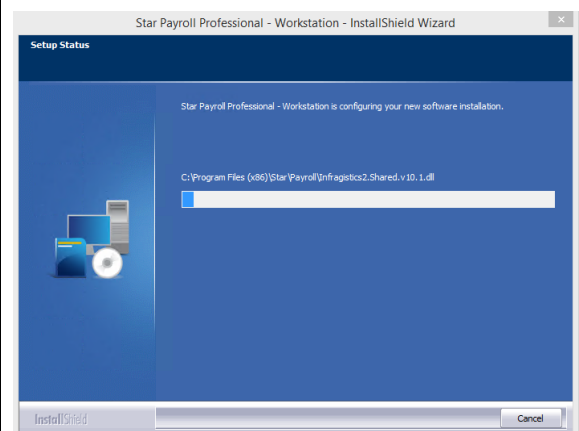 Star Payroll Professional - Workstation - InstallShield Wizard
Setup Status
Star Payroll Professional - Workstation is configuring your new software installation.
C:\Program Files (x86)\Star\Payroll\Infragistics2.Shared.v10.1.dll
InstallShield
Cancel